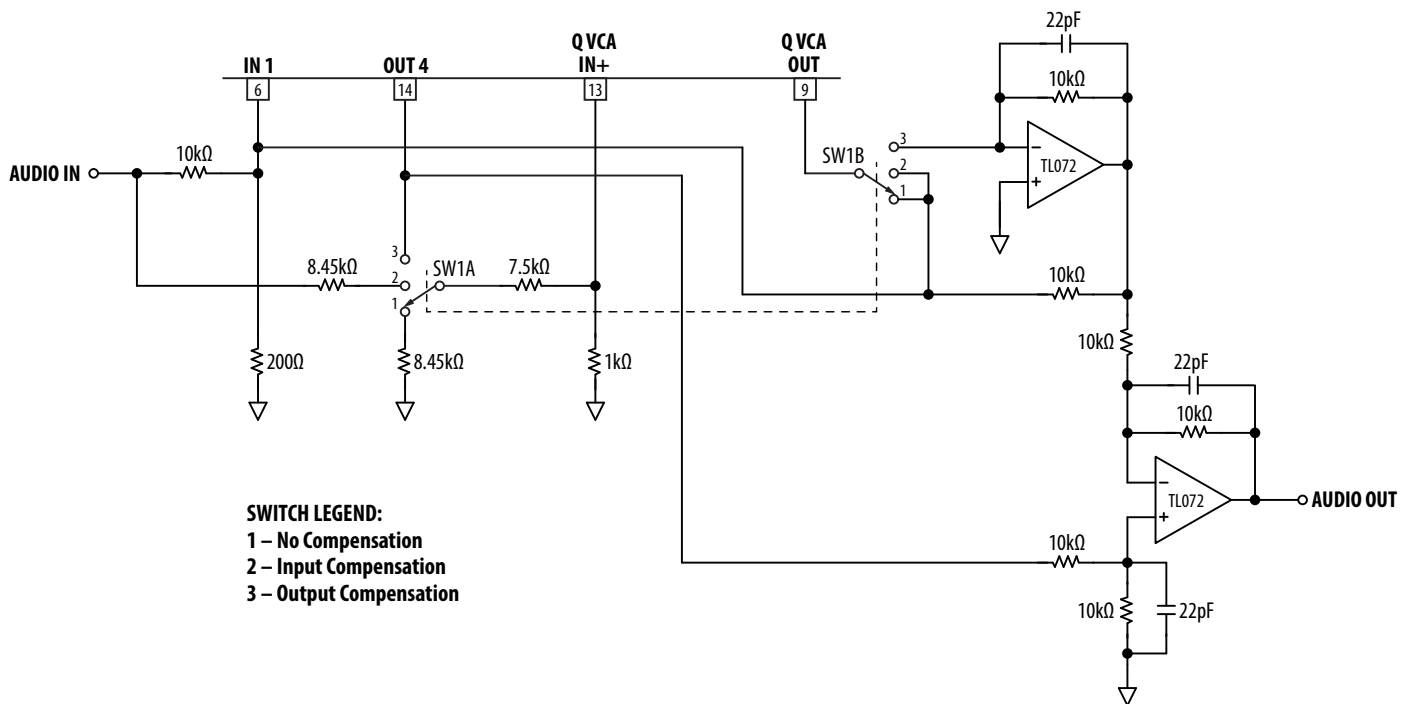 22pF
IN 1
OUT 4
Q VCA
IN+
Q VCA
OUT
6
14
13
9
10kΩ
10kΩ
AUDIO IN
3
SW1B
2
1
−
TL072
+
8.45kΩ
3
2
1
SW1A
7.5kΩ
10kΩ
200Ω
8.45kΩ
1kΩ
10kΩ
22pF
10kΩ
−
TL072
+
AUDIO OUT
SWITCH LEGEND:
1 – No Compensation
2 – Input Compensation
3 – Output Compensation
10kΩ
10kΩ
22pF